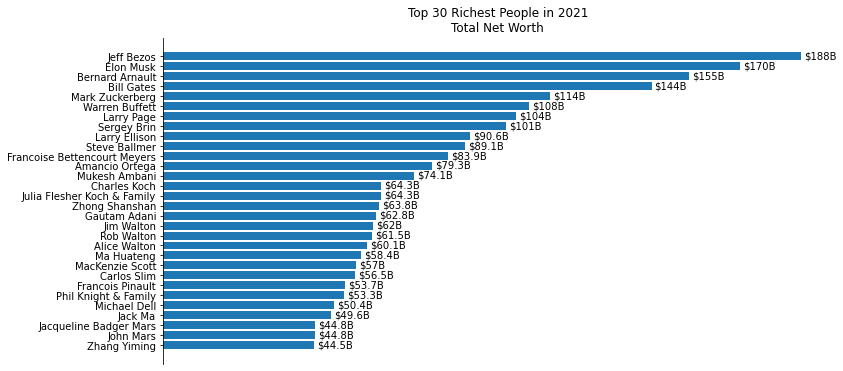 Top 30 Richest People in 2021
Total Net Worth
Jeff Bezos $188B
Elon Musk $170B
Bernard Arnault $155B
Bill Gates $144B
Mark Zuckerberg $114B
Warren Buffett $108B
Larry Page $104B
Sergey Brin $101B
Larry Ellison $90.6B
Steve Ballmer $89.1B
Francoise Bettencourt Meyers $83.9B
Amancio Ortega $79.3B
Mukesh Ambani $74.1B
Charles Koch $64.3B
Julia Flesher Koch & Family $64.3B
Zhong Shanshan $63.8B
Gautam Adani $62.8B
Jim Walton $62B
Rob Walton $61.5B
Alice Walton $60.1B
Ma Huateng $58.4B
MacKenzie Scott $57B
Carlos Slim $56.5B
Francois Pinault $53.7B
Phil Knight & Family $53.3B
Michael Dell $50.4B
Jack Ma $49.6B
Jacqueline Badger Mars $44.8B
John Mars $44.8B
Zhang Yiming $44.5B